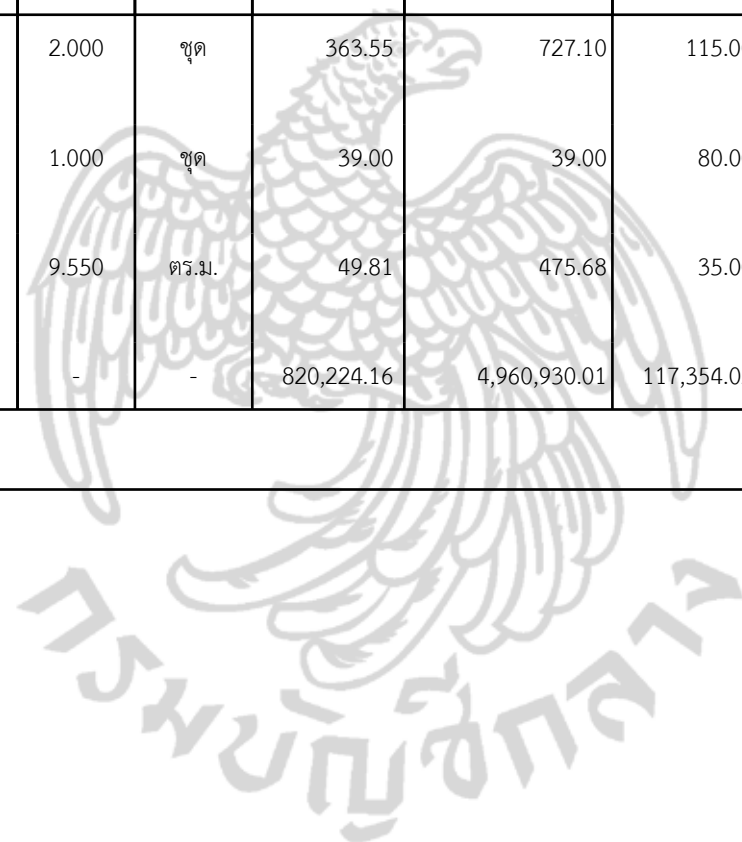 2.000 ชุด 363.55 727.10 115.0
1.000 ชุด 39.00 39.00 80.0
9.550 ตร.ม. 49.81 475.68 35.0
- - 820,224.16 4,960,930.01 117,354.0
กรมบัญชีกลาง